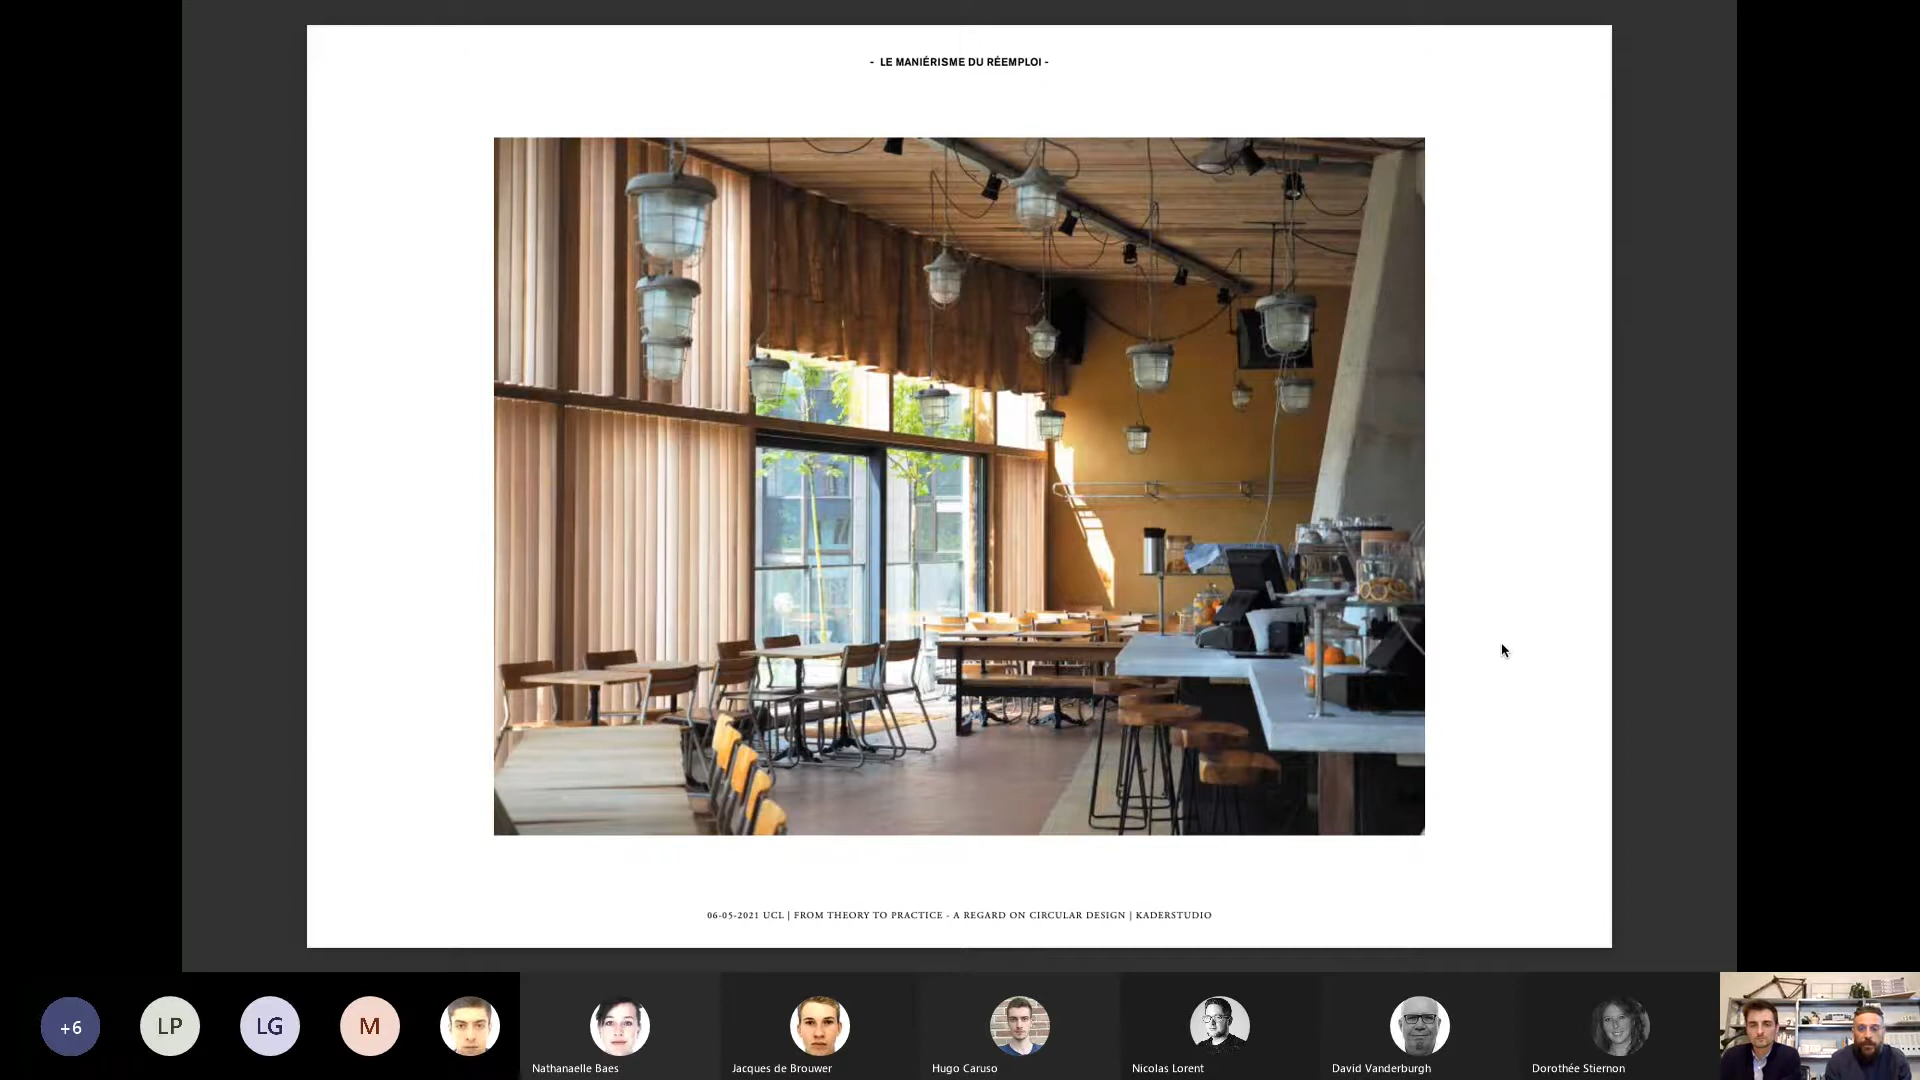 - LE MANIÉRISME DU RÉEMPLOI -
06-05-2021 UCL | FROM THEORY TO PRACTICE - A REGARD ON CIRCULAR DESIGN | KADERSTUDIO
+6
LP
LG
M
Nathanaelle Baes
Jacques de Brouwer
Hugo Caruso
Nicolas Lorent
David Vanderburgh
Dorothée Stiernon